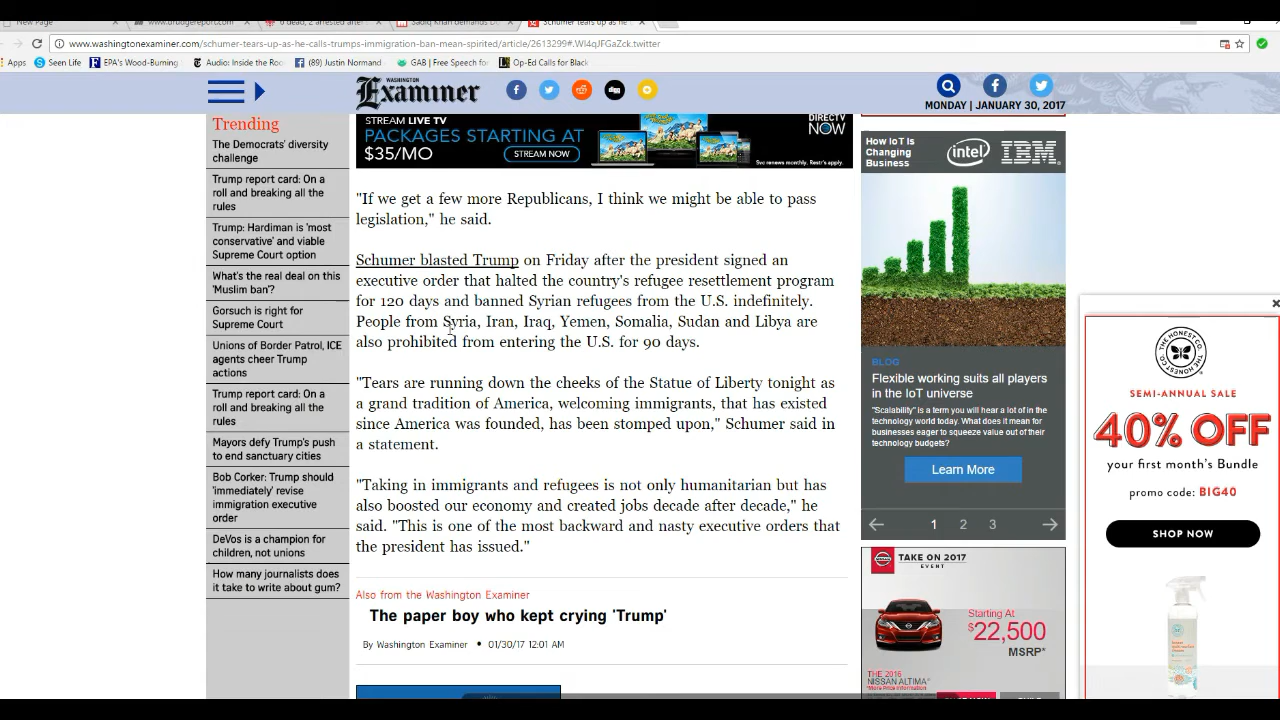 New Page
www.drudgereport.com
6 dead, 2 arrested after
Sadiq Khan demands Do
Schumer tears up as he c
www.washingtonexaminer.com/schumer-tears-up-as-he-calls-trumps-immigration-ban-mean-spirited/article/2613299#.WI4qJFGaZck.twitter
Apps
Seen Life
EPA's Wood-Burning
Audio: Inside the Roo
(89) Justin Normand
GAB | Free Speech fo
Op-Ed Calls for Black
WASHINGTON
Examiner
MONDAY | JANUARY 30, 2017
Trending
The Democrats' diversity
challenge
Trump report card: On a
roll and breaking all the
rules
Trump: Hardiman is 'most
conservative' and viable
Supreme Court option
What's the real deal on this
'Muslim ban'?
Gorsuch is right for
Supreme Court
Unions of Border Patrol, ICE
agents cheer Trump
actions
Trump report card: On a
roll and breaking all the
rules
Mayors defy Trump's push
to end sanctuary cities
Bob Corker: Trump should
'immediately' revise
immigration executive
order
DeVos is a champion for
children, not unions
How many journalists does
it take to write about gum?
STREAM LIVE TV
PACKAGES STARTING AT
$35/MO
STREAM NOW
DIRECTV
NOW
Svc renews monthly. Restr's apply.
"If we get a few more Republicans, I think we might be able to pass
legislation," he said.
Schumer blasted Trump on Friday after the president signed an
executive order that halted the country's refugee resettlement program
for 120 days and banned Syrian refugees from the U.S. indefinitely.
People from Syria, Iran, Iraq, Yemen, Somalia, Sudan and Libya are
also prohibited from entering the U.S. for 90 days.
"Tears are running down the cheeks of the Statue of Liberty tonight as
a grand tradition of America, welcoming immigrants, that has existed
since America was founded, has been stomped upon," Schumer said in
a statement.
"Taking in immigrants and refugees is not only humanitarian but has
also boosted our economy and created jobs decade after decade," he
said. "This is one of the most backward and nasty executive orders that
the president has issued."
Also from the Washington Examiner
The paper boy who kept crying 'Trump'
By Washington Examiner • 01/30/17 12:01 AM
How IoT Is
Changing
Business
intel
IBM
BLOG
Flexible working suits all players
in the IoT universe
"Scalability" is a term you will hear a lot of in the
technology world today. What does it mean for
businesses eager to squeeze value out of their
technology budgets?
Learn More
1 2 3
NISSAN
TAKE ON 2017
EVENT
Starting At
$22,500
MSRP*
THE 2016
NISSAN ALTIMA®
*More Price Information
THE HONEST CO.
SEMI-ANNUAL SALE
40% OFF
your first month's Bundle
promo code: BIG40
SHOP NOW